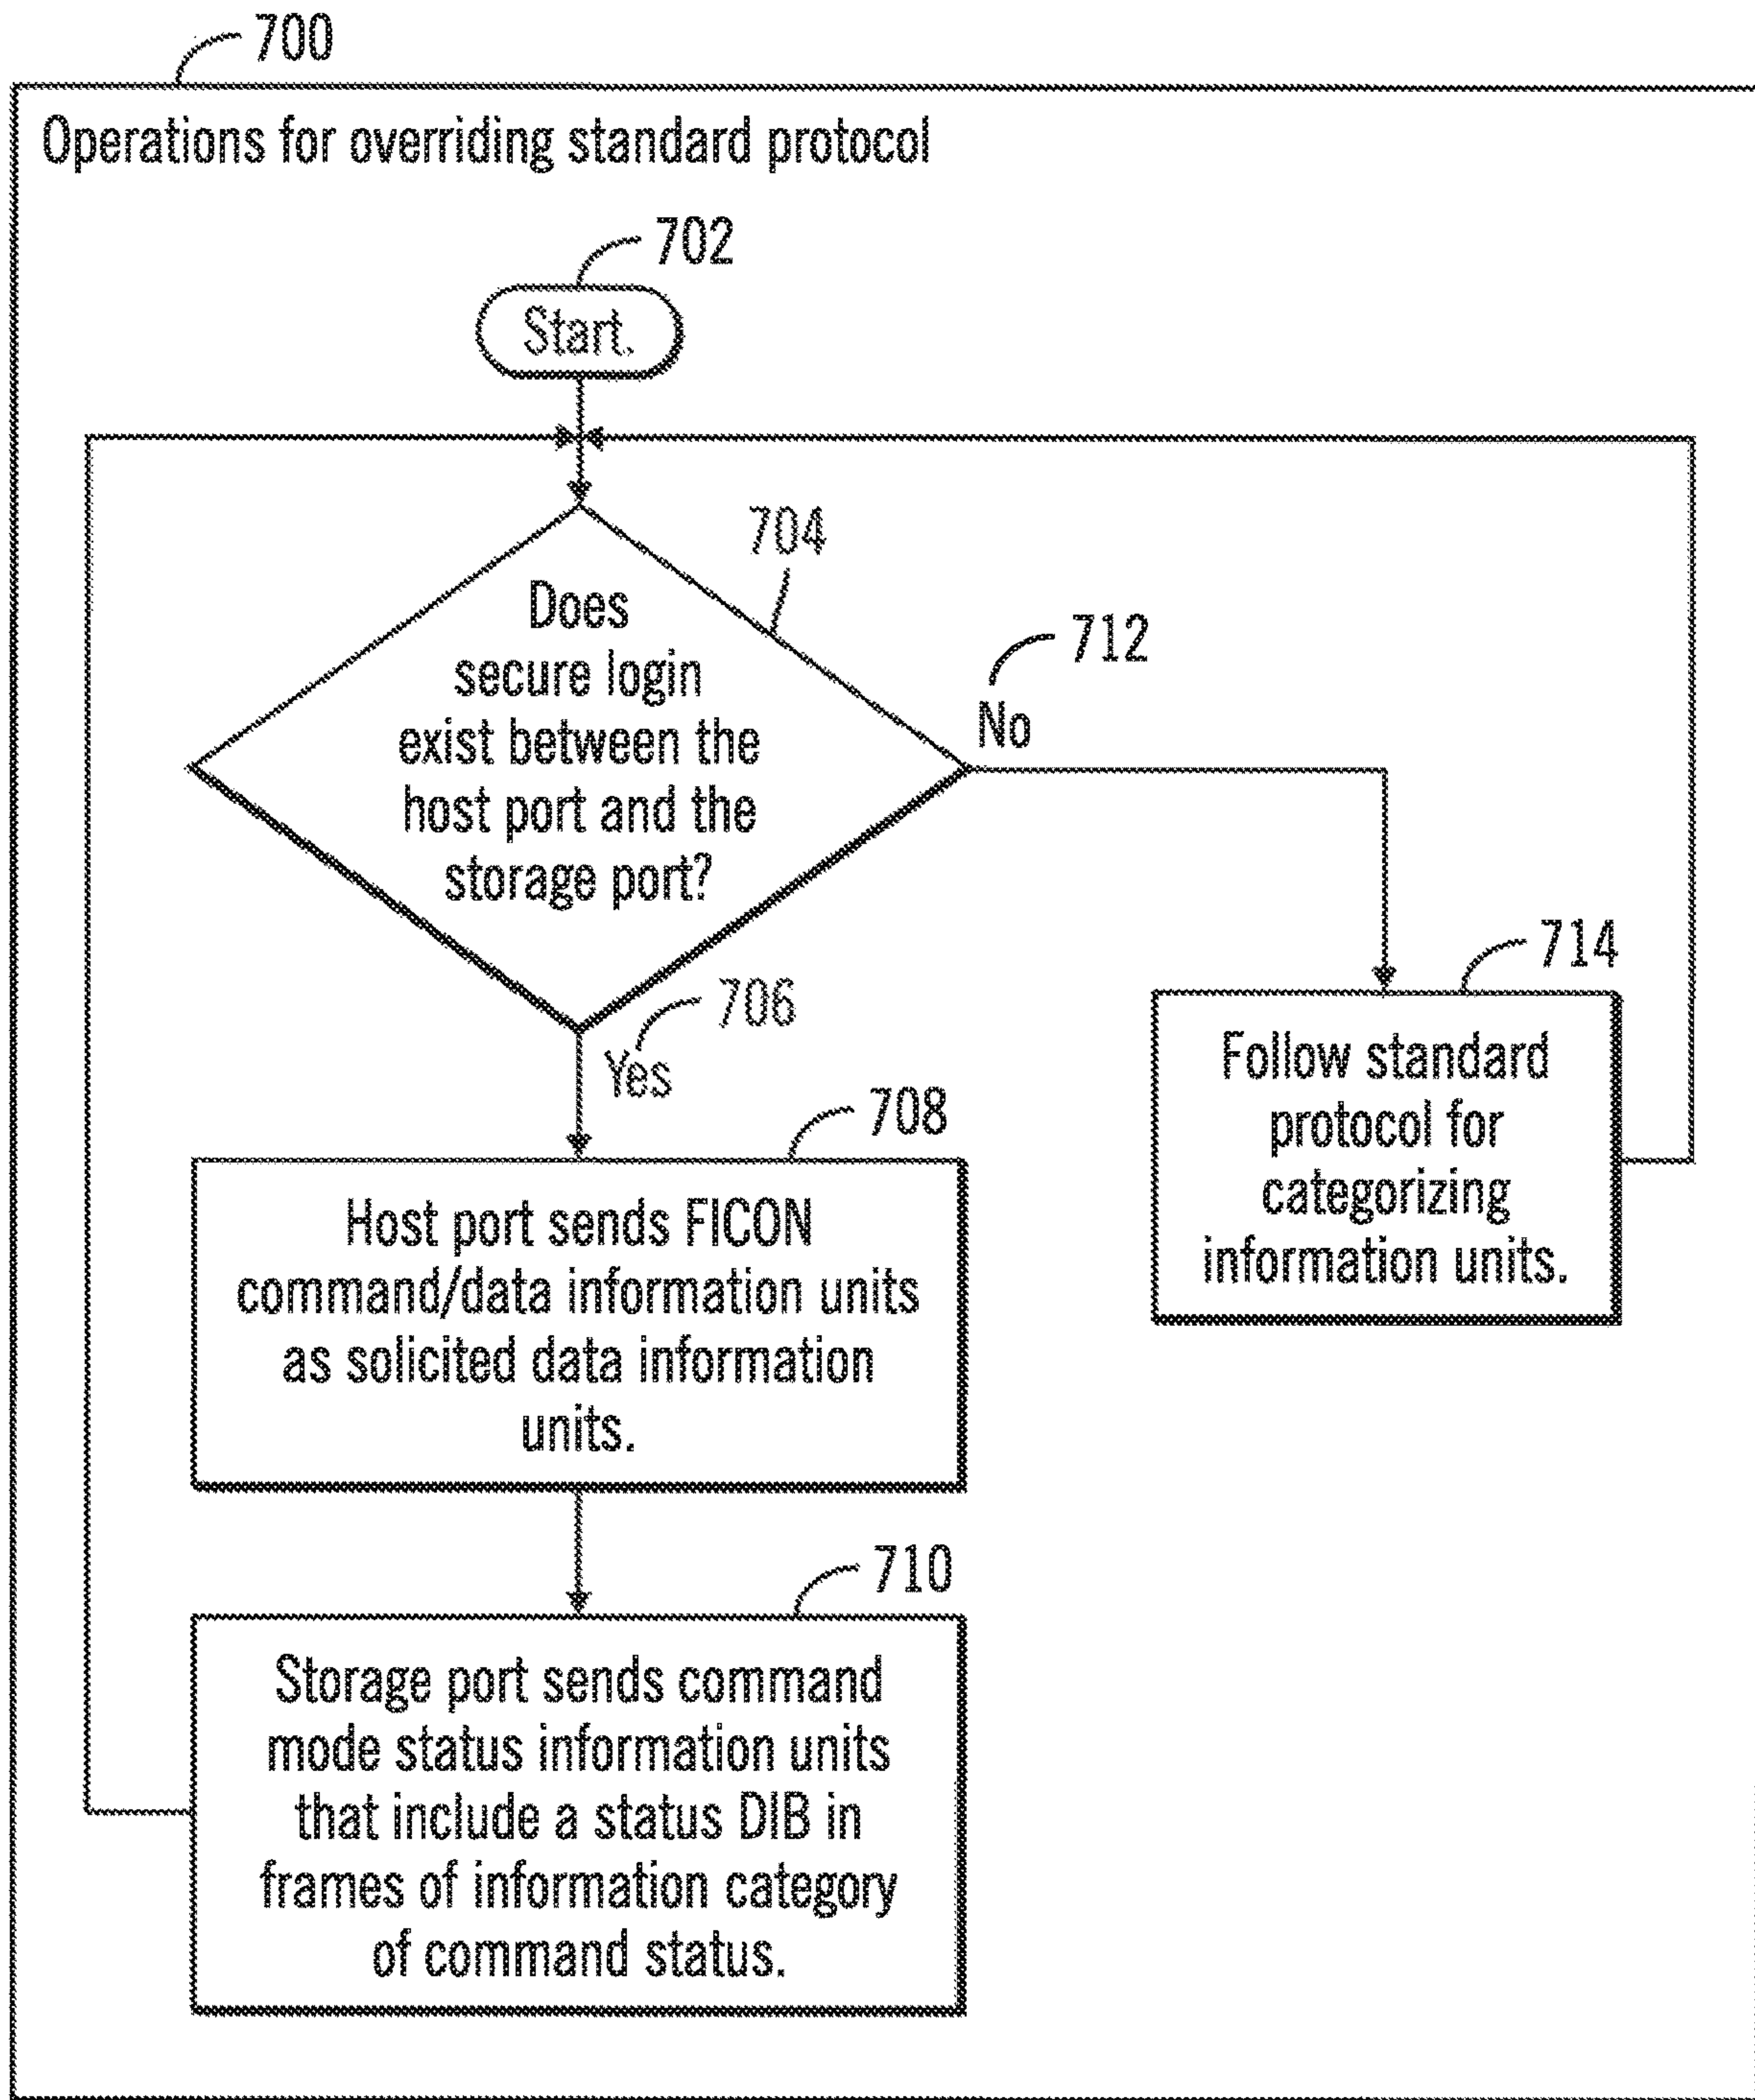 700
Operations for overriding standard protocol
702
Start.
704
Does
secure login
exist between the
host port and the
storage port?
712
No
706
Yes
714
Follow standard
protocol for
categorizing
information units.
708
Host port sends FICON
command/data information units
as solicited data information
units.
710
Storage port sends command
mode status information units
that include a status DIB in
frames of information category
of command status.